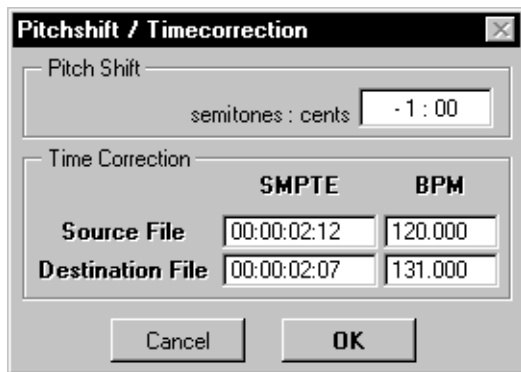 Pitchshift / Timecorrection
Pitch Shift
semitones : cents - 1 : 00
Time Correction
SMPTE BPM
Source File 00:00:02:12 120.000
Destination File 00:00:02:07 131.000
Cancel OK